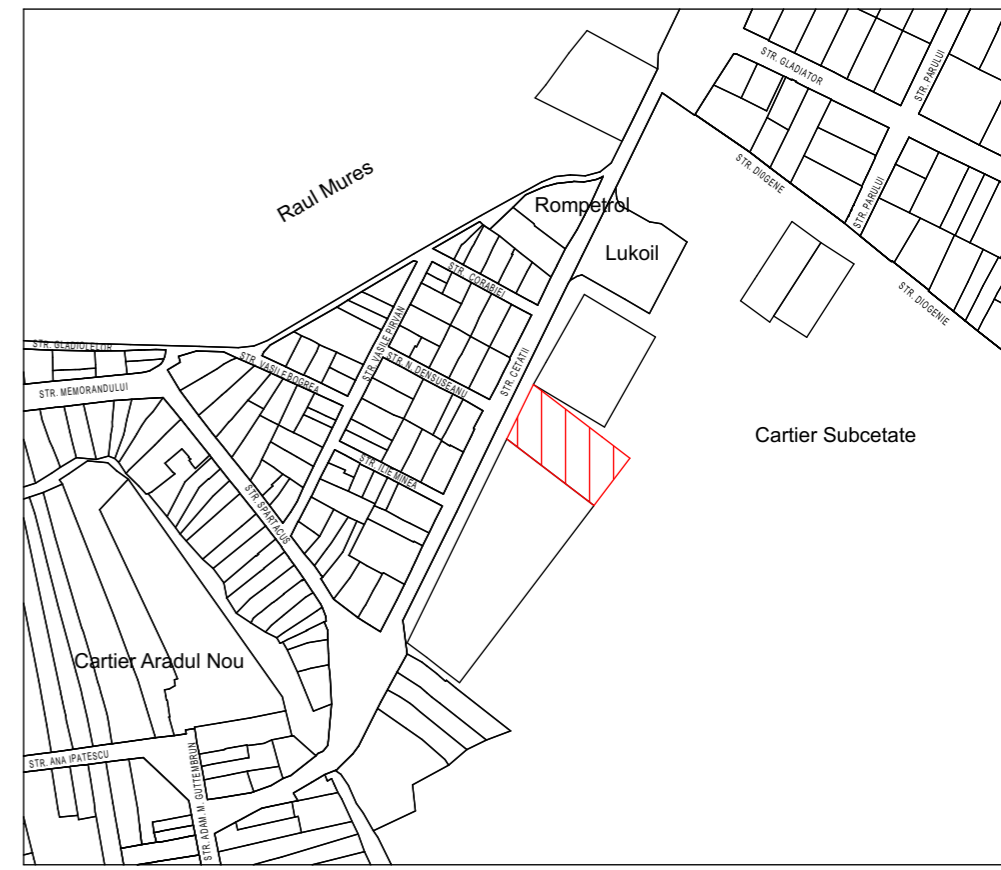 STR. GLADIATOR
STR. PARULUI
STR. DIOGENE
STR. PARULUI
Raul Mures
Rompetrol
Lukoil
STR. CORABIEI
STR. DIOGENIE
STR. GLADIOLELOR
STR. VASILE BOGREA
STR. VASILE PIRVAN
STR. N. DENSUSEANU
STR. CETATII
STR. MEMORANDULUI
Cartier Subcetate
STR. ILIE MINEA
STR. SPARTACUS
Cartier Aradul Nou
STR. ANA IPATESCU
STR. ADAM. M. GUTTEMBRUN